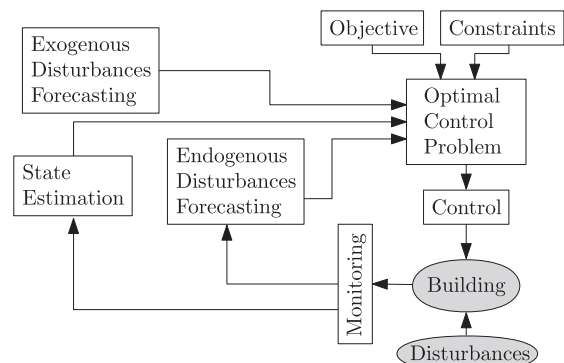 Objective
Constraints
Exogenous
Disturbances
Forecasting
Optimal
Control
Problem
Endogenous
Disturbances
Forecasting
State
Estimation
Control
Monitoring
Building
Disturbances